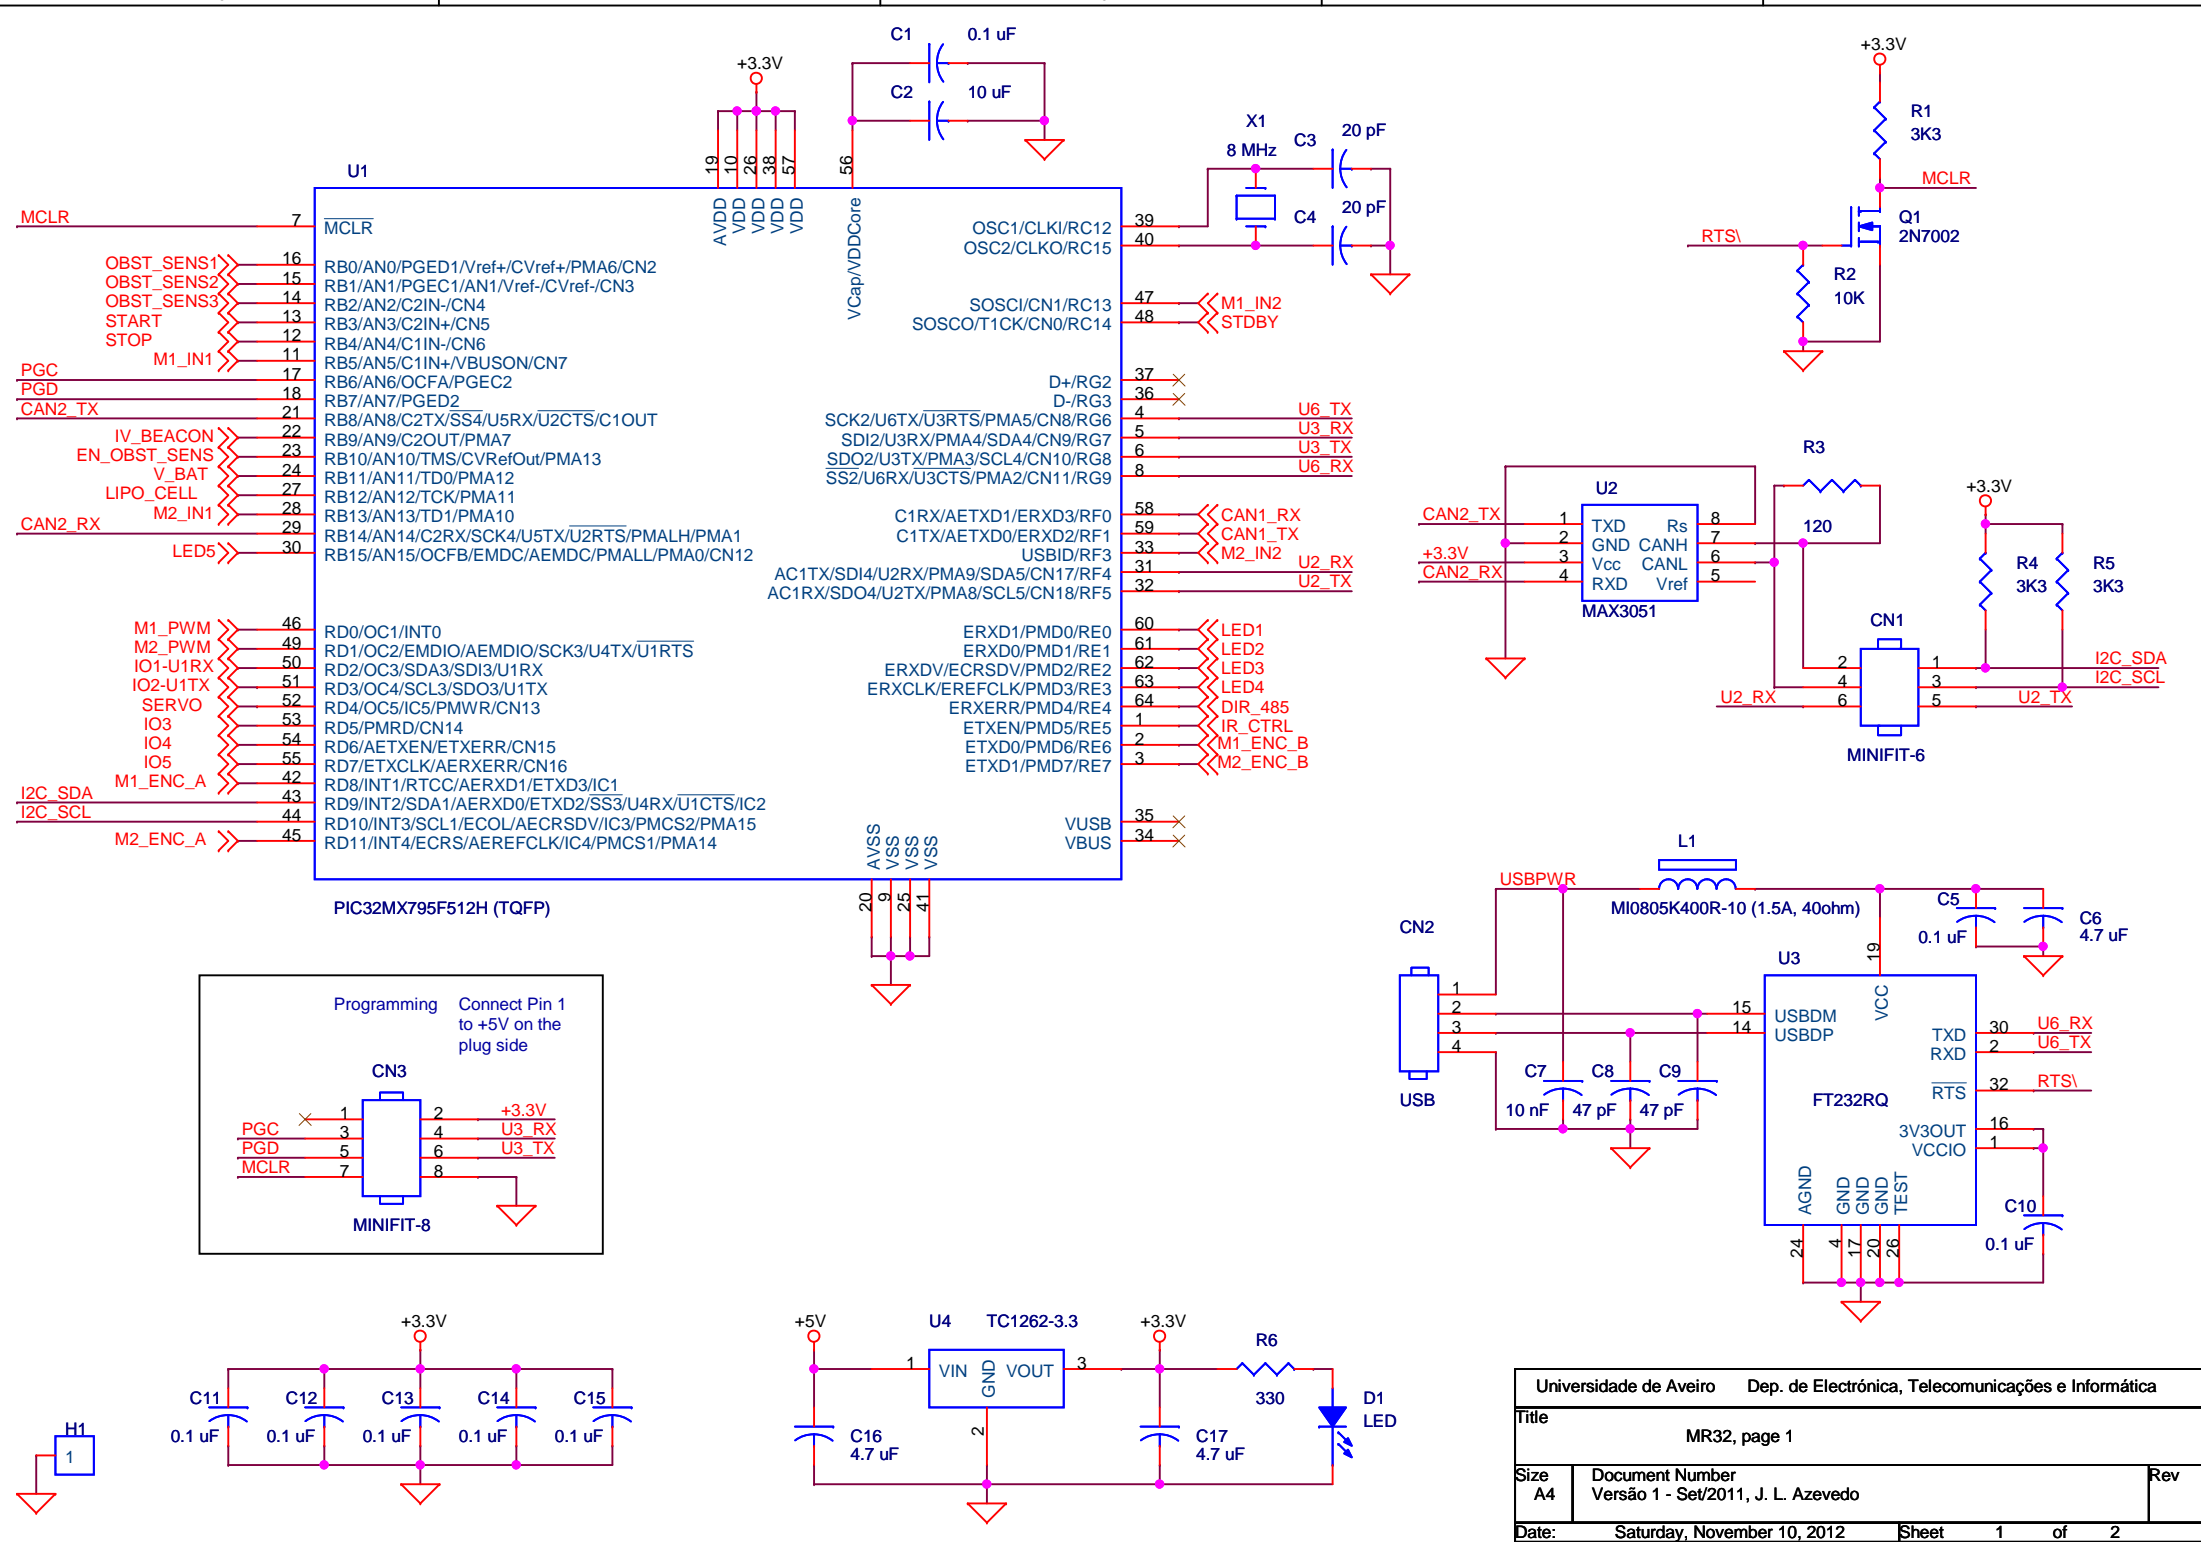 C1 0.1 uF
C2 10 uF
+3.3V
19 10 26 38 57 56
AVDD VDD VDD VDD VDD VCap/VDDCore
U1
MCLR 7 MCLR
OBST_SENS1 16 RB0/AN0/PGED1/Vref+/CVref+/PMA6/CN2
OBST_SENS2 15 RB1/AN1/PGEC1/AN1/Vref-/CVref-/CN3
OBST_SENS3 14 RB2/AN2/C2IN-/CN4
START 13 RB3/AN3/C2IN+/CN5
STOP 12 RB4/AN4/C1IN-/CN6
M1_IN1 11 RB5/AN5/C1IN+/VBUSON/CN7
PGC 17 RB6/AN6/OCFA/PGEC2
PGD 18 RB7/AN7/PGED2
CAN2_TX 21 RB8/AN8/C2TX/SS4/U5RX/U2CTS/C1OUT
IV_BEACON 22 RB9/AN9/C2OUT/PMA7
EN_OBST_SENS 23 RB10/AN10/TMS/CVRefOut/PMA13
V_BAT 24 RB11/AN11/TD0/PMA12
LIPO_CELL 27 RB12/AN12/TCK/PMA11
M2_IN1 28 RB13/AN13/TD1/PMA10
CAN2_RX 29 RB14/AN14/C2RX/SCK4/U5TX/U2RTS/PMALH/PMA1
LED5 30 RB15/AN15/OCFB/EMDC/AEMDC/PMALL/PMA0/CN12
M1_PWM 46 RD0/OC1/INT0
M2_PWM 49 RD1/OC2/EMDIO/AEMDIO/SCK3/U4TX/U1RTS
IO1-U1RX 50 RD2/OC3/SDA3/SDI3/U1RX
IO2-U1TX 51 RD3/OC4/SCL3/SDO3/U1TX
SERVO 52 RD4/OC5/IC5/PMWR/CN13
IO3 53 RD5/PMRD/CN14
IO4 54 RD6/AETXEN/ETXERR/CN15
IO5 55 RD7/ETXCLK/AERXERR/CN16
M1_ENC_A 42 RD8/INT1/RTCC/AERXD1/ETXD3/IC1
I2C_SDA 43 RD9/INT2/SDA1/AERXD0/ETXD2/SS3/U4RX/U1CTS/IC2
I2C_SCL 44 RD10/INT3/SCL1/ECOL/AECRSDV/IC3/PMCS2/PMA15
M2_ENC_A 45 RD11/INT4/ECRS/AEREFCLK/IC4/PMCS1/PMA14
OSC1/CLKI/RC12 39
OSC2/CLKO/RC15 40
SOSCI/CN1/RC13 47 M1_IN2
SOSCO/T1CK/CN0/RC14 48 STDBY
D+/RG2 37
D-/RG3 36
SCK2/U6TX/U3RTS/PMA5/CN8/RG6 4 U6_TX
SDI2/U3RX/PMA4/SDA4/CN9/RG7 5 U3_RX
SDO2/U3TX/PMA3/SCL4/CN10/RG8 6 U3_TX
SS2/U6RX/U3CTS/PMA2/CN11/RG9 8 U6_RX
C1RX/AETXD1/ERXD3/RF0 58 CAN1_RX
C1TX/AETXD0/ERXD2/RF1 59 CAN1_TX
USBID/RF3 33 M2_IN2
AC1TX/SDI4/U2RX/PMA9/SDA5/CN17/RF4 31 U2_RX
AC1RX/SDO4/U2TX/PMA8/SCL5/CN18/RF5 32 U2_TX
ERXD1/PMD0/RE0 60 LED1
ERXD0/PMD1/RE1 61 LED2
ERXDV/ECRSDV/PMD2/RE2 62 LED3
ERXCLK/EREFCLK/PMD3/RE3 63 LED4
ERXERR/PMD4/RE4 64 DIR_485
ETXEN/PMD5/RE5 1 IR_CTRL
ETXD0/PMD6/RE6 2 M1_ENC_B
ETXD1/PMD7/RE7 3 M2_ENC_B
VUSB 35
VBUS 34
AVSS VSS VSS VSS
20 9 25 41
PIC32MX795F512H (TQFP)
X1
8 MHz
C3 20 pF
C4 20 pF
+3.3V
R1
3K3
MCLR
Q1
2N7002
RTS\
R2
10K
R3
120
U2
CAN2_TX 1 TXD Rs 8
2 GND CANH 7
+3.3V 3 Vcc CANL 6
CAN2_RX 4 RXD Vref 5
MAX3051
+3.3V
R4
3K3
R5
3K3
CN1
2 1 I2C_SDA
4 3 I2C_SCL
U2_RX 6 5 U2_TX
MINIFIT-6
L1
USBPWR
MI0805K400R-10 (1.5A, 40ohm)
C5
0.1 uF
C6
4.7 uF
CN2
1
2
3
4
USB
C7
10 nF
C8
47 pF
C9
47 pF
U3
19
VCC
15 USBDM
14 USBDP
TXD 30 U6_RX
RXD 2 U6_TX
RTS 32 RTS\
FT232RQ
3V3OUT 16
VCCIO 1
AGND GND GND GND TEST
24 4 17 20 26
C10
0.1 uF
Programming
Connect Pin 1
to +5V on the
plug side
CN3
1 2 +3.3V
PGC 3 4 U3_RX
PGD 5 6 U3_TX
MCLR 7 8
MINIFIT-8
+3.3V
C11
0.1 uF
C12
0.1 uF
C13
0.1 uF
C14
0.1 uF
C15
0.1 uF
H1
1
+5V
U4 TC1262-3.3
1 VIN GND VOUT 3
2
+3.3V
C16
4.7 uF
C17
4.7 uF
R6
330
D1
LED
Universidade de Aveiro Dep. de Electrónica, Telecomunicações e Informática
Title
MR32, page 1
Size
A4
Document Number
Versão 1 - Set/2011, J. L. Azevedo
Rev
Date: Saturday, November 10, 2012 Sheet 1 of 2